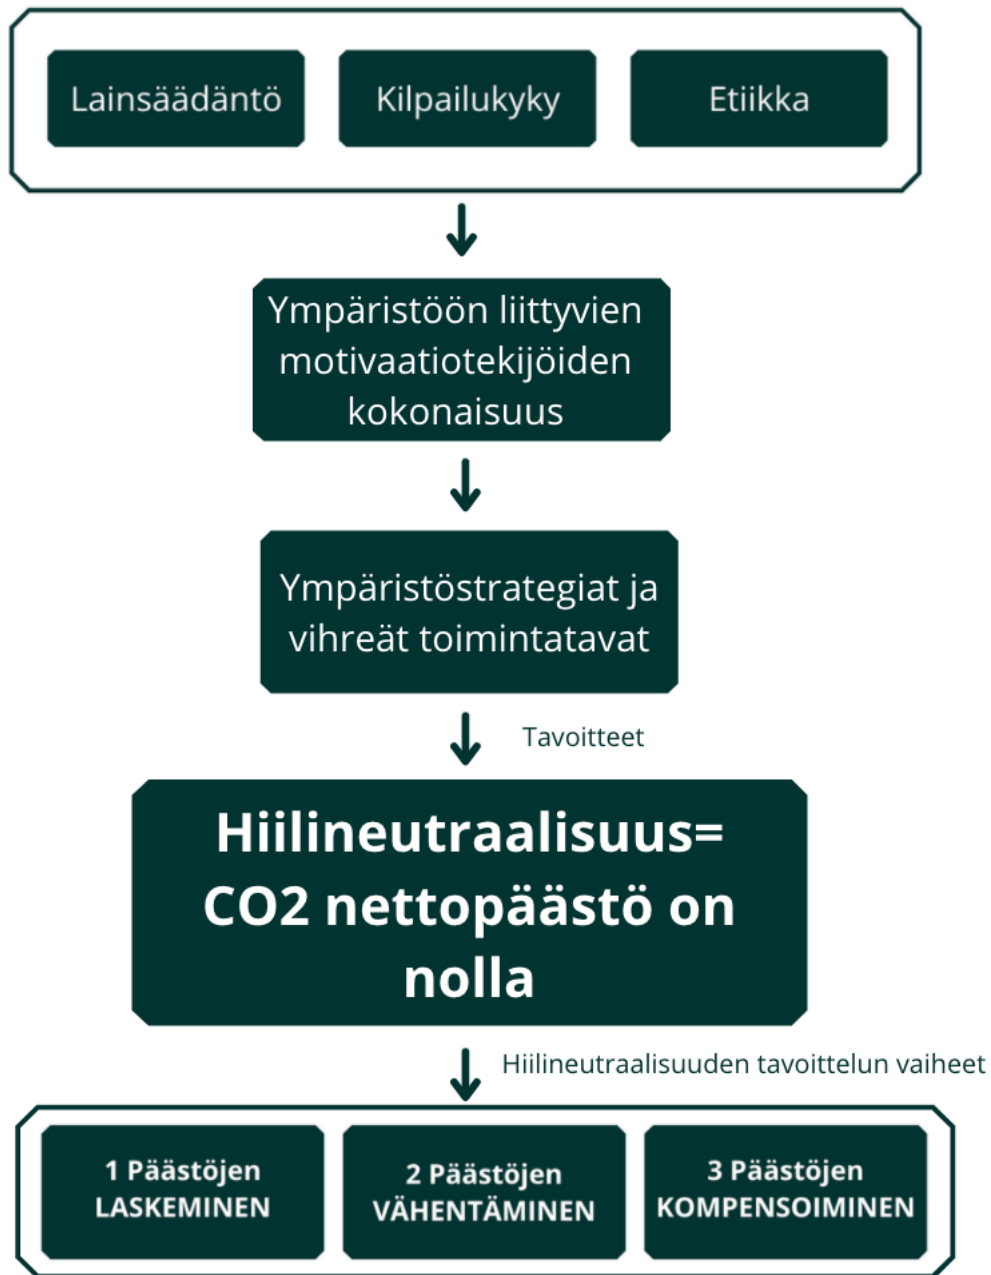 Lainsäädäntö
Kilpailukyky
Etiikka
Ympäristöön liittyvien
motivaatiotekijöiden
kokonaisuus
Ympäristöstrategiat ja
vihreät toimintatavat
Tavoitteet
Hiilineutraalisuus=
CO2 nettopäästö on
nolla
Hiilineutraalisuuden tavoittelun vaiheet
1 Päästöjen
LASKEMINEN
2 Päästöjen
VÄHENTÄMINEN
3 Päästöjen
KOMPENSOIMINEN